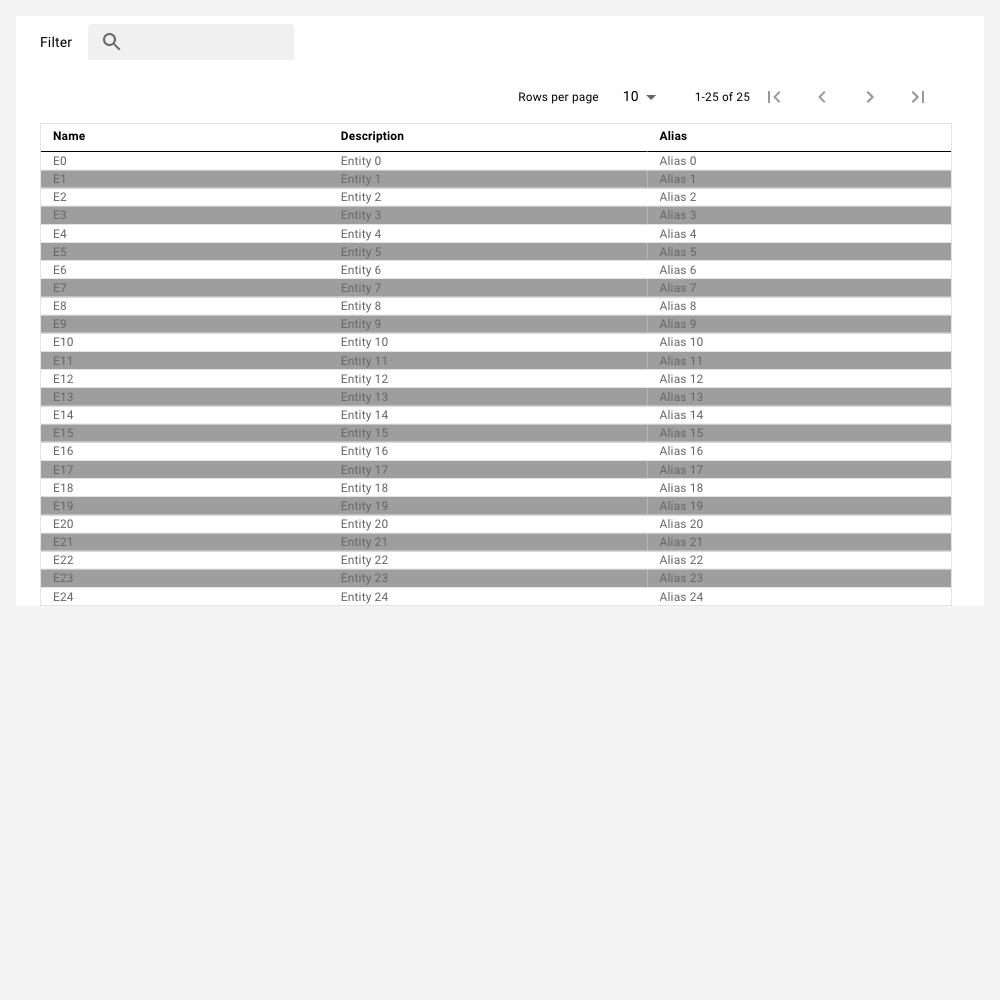 Filter
Rows per page 10 1-25 of 25
Name Description Alias
E0 Entity 0 Alias 0
E1 Entity 1 Alias 1
E2 Entity 2 Alias 2
E3 Entity 3 Alias 3
E4 Entity 4 Alias 4
E5 Entity 5 Alias 5
E6 Entity 6 Alias 6
E7 Entity 7 Alias 7
E8 Entity 8 Alias 8
E9 Entity 9 Alias 9
E10 Entity 10 Alias 10
E11 Entity 11 Alias 11
E12 Entity 12 Alias 12
E13 Entity 13 Alias 13
E14 Entity 14 Alias 14
E15 Entity 15 Alias 15
E16 Entity 16 Alias 16
E17 Entity 17 Alias 17
E18 Entity 18 Alias 18
E19 Entity 19 Alias 19
E20 Entity 20 Alias 20
E21 Entity 21 Alias 21
E22 Entity 22 Alias 22
E23 Entity 23 Alias 23
E24 Entity 24 Alias 24